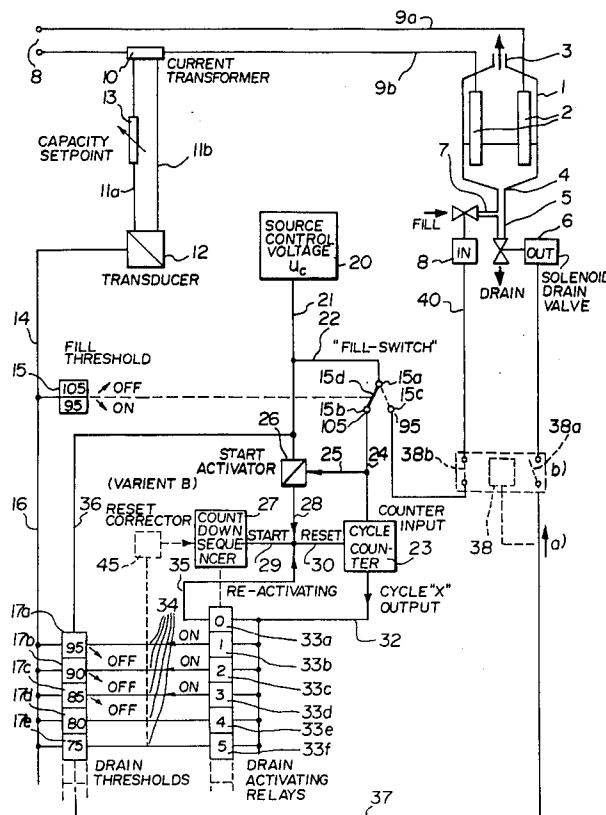 9a
8
10
CURRENT
TRANSFORMER
9b
3
1
2
13
CAPACITY
SETPOINT
11b
11a
12
TRANSDUCER
4
7
5
6
FILL
8
IN
OUT
DRAIN
SOLENOID
DRAIN
VALVE
40
SOURCE
CONTROL
VOLTAGE
Uc
20
21
22
"FILL-SWITCH"
14
FILL
THRESHOLD
15
105
95
OFF
ON
15d
15a
15b
105
15c
95
26
START
ACTIVATOR
25
24
38b
38a
b)
38
a)
16
36
(VARIENT B)
RESET
CORRECTOR
45
27
COUNT
DOWN
SEQUEN-
CER
28
START
29
RESET
30
COUNTER
INPUT
CYCLE
COUN-
TER
23
35
RE-ACTIVATING
CYCLE "X"
OUTPUT
32
34
17a
95
OFF
ON
0
33a
17b
90
OFF
ON
1
33b
17c
85
OFF
ON
2
33c
17d
80
3
33d
17e
75
4
33e
5
33f
DRAIN
THRESHOLDS
DRAIN
ACTIVATING
RELAYS
37